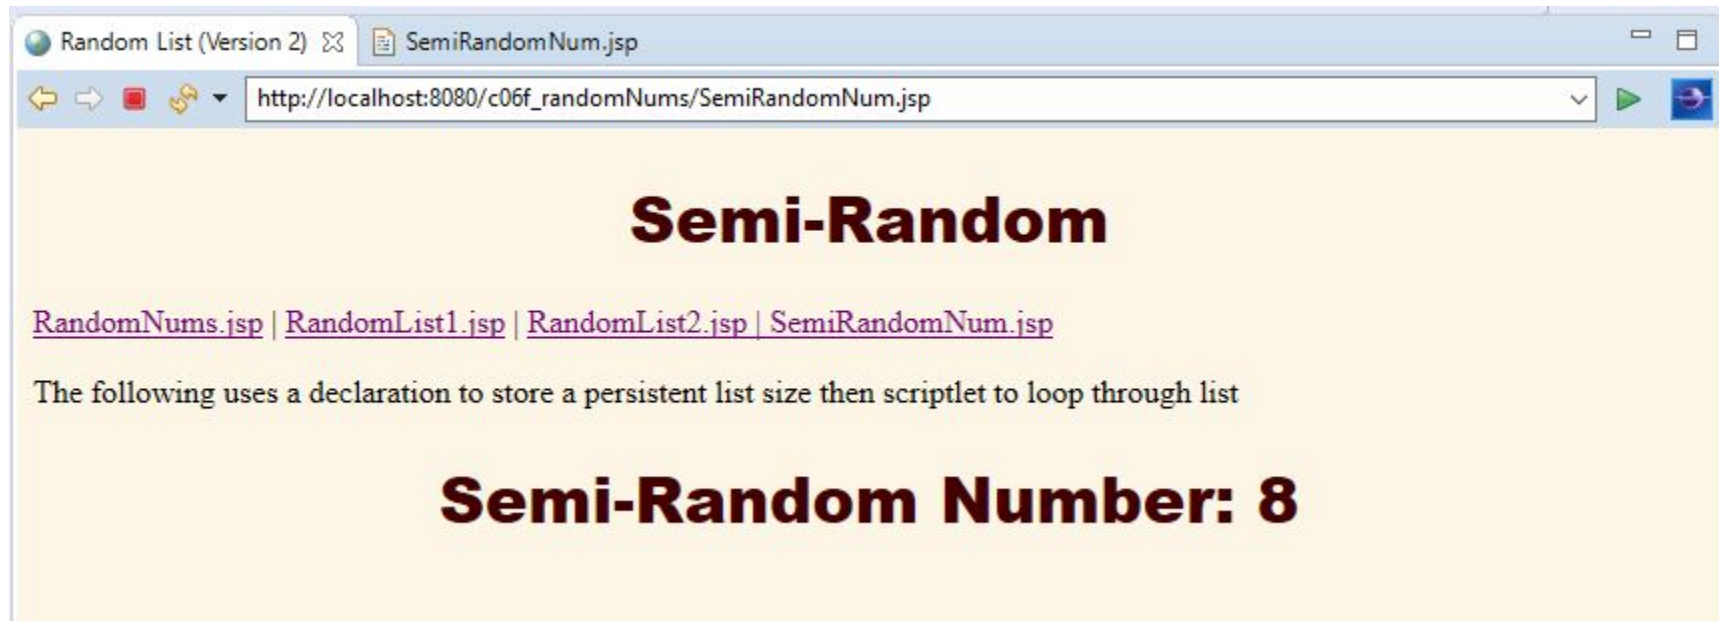 Random List (Version 2) SemiRandomNum.jsp
http://localhost:8080/c06f_randomNums/SemiRandomNum.jsp
Semi-Random
RandomNums.jsp | RandomList1.jsp | RandomList2.jsp | SemiRandomNum.jsp
The following uses a declaration to store a persistent list size then scriptlet to loop through list
Semi-Random Number: 8